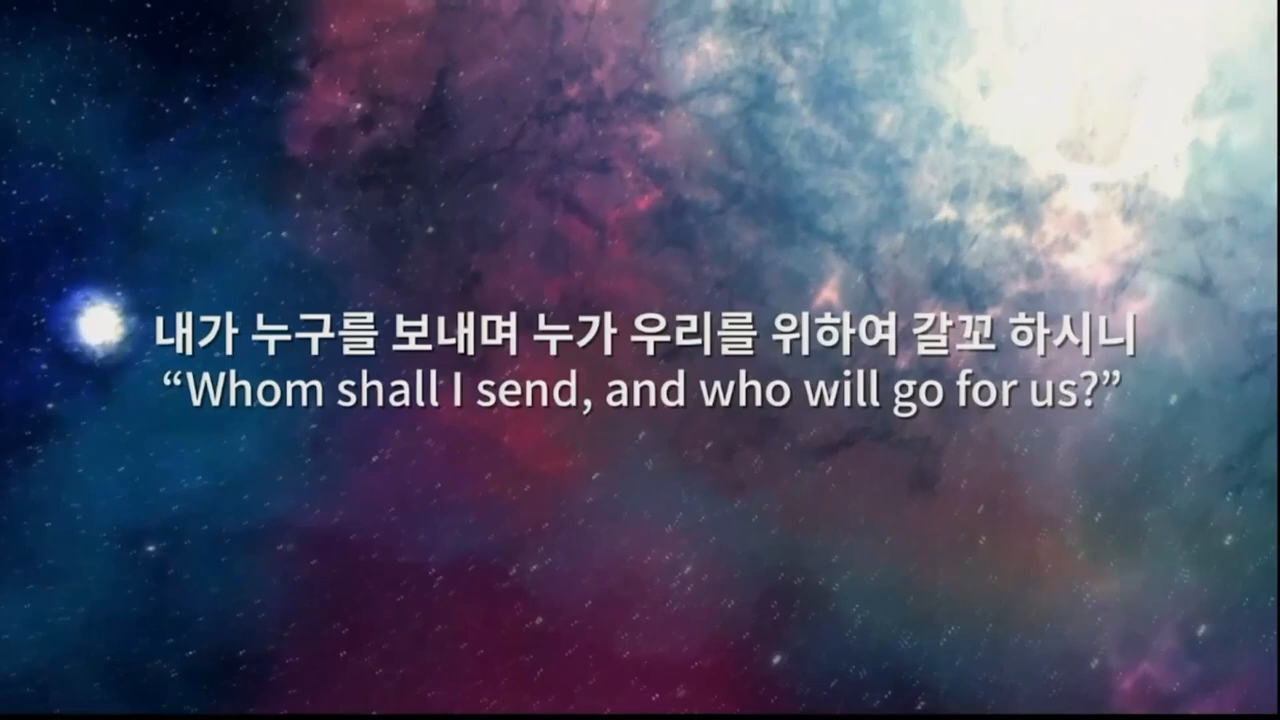 내가 누구를 보내며 누가 우리를 위하여 갈꼬 하시니
“Whom shall I send, and who will go for us?”